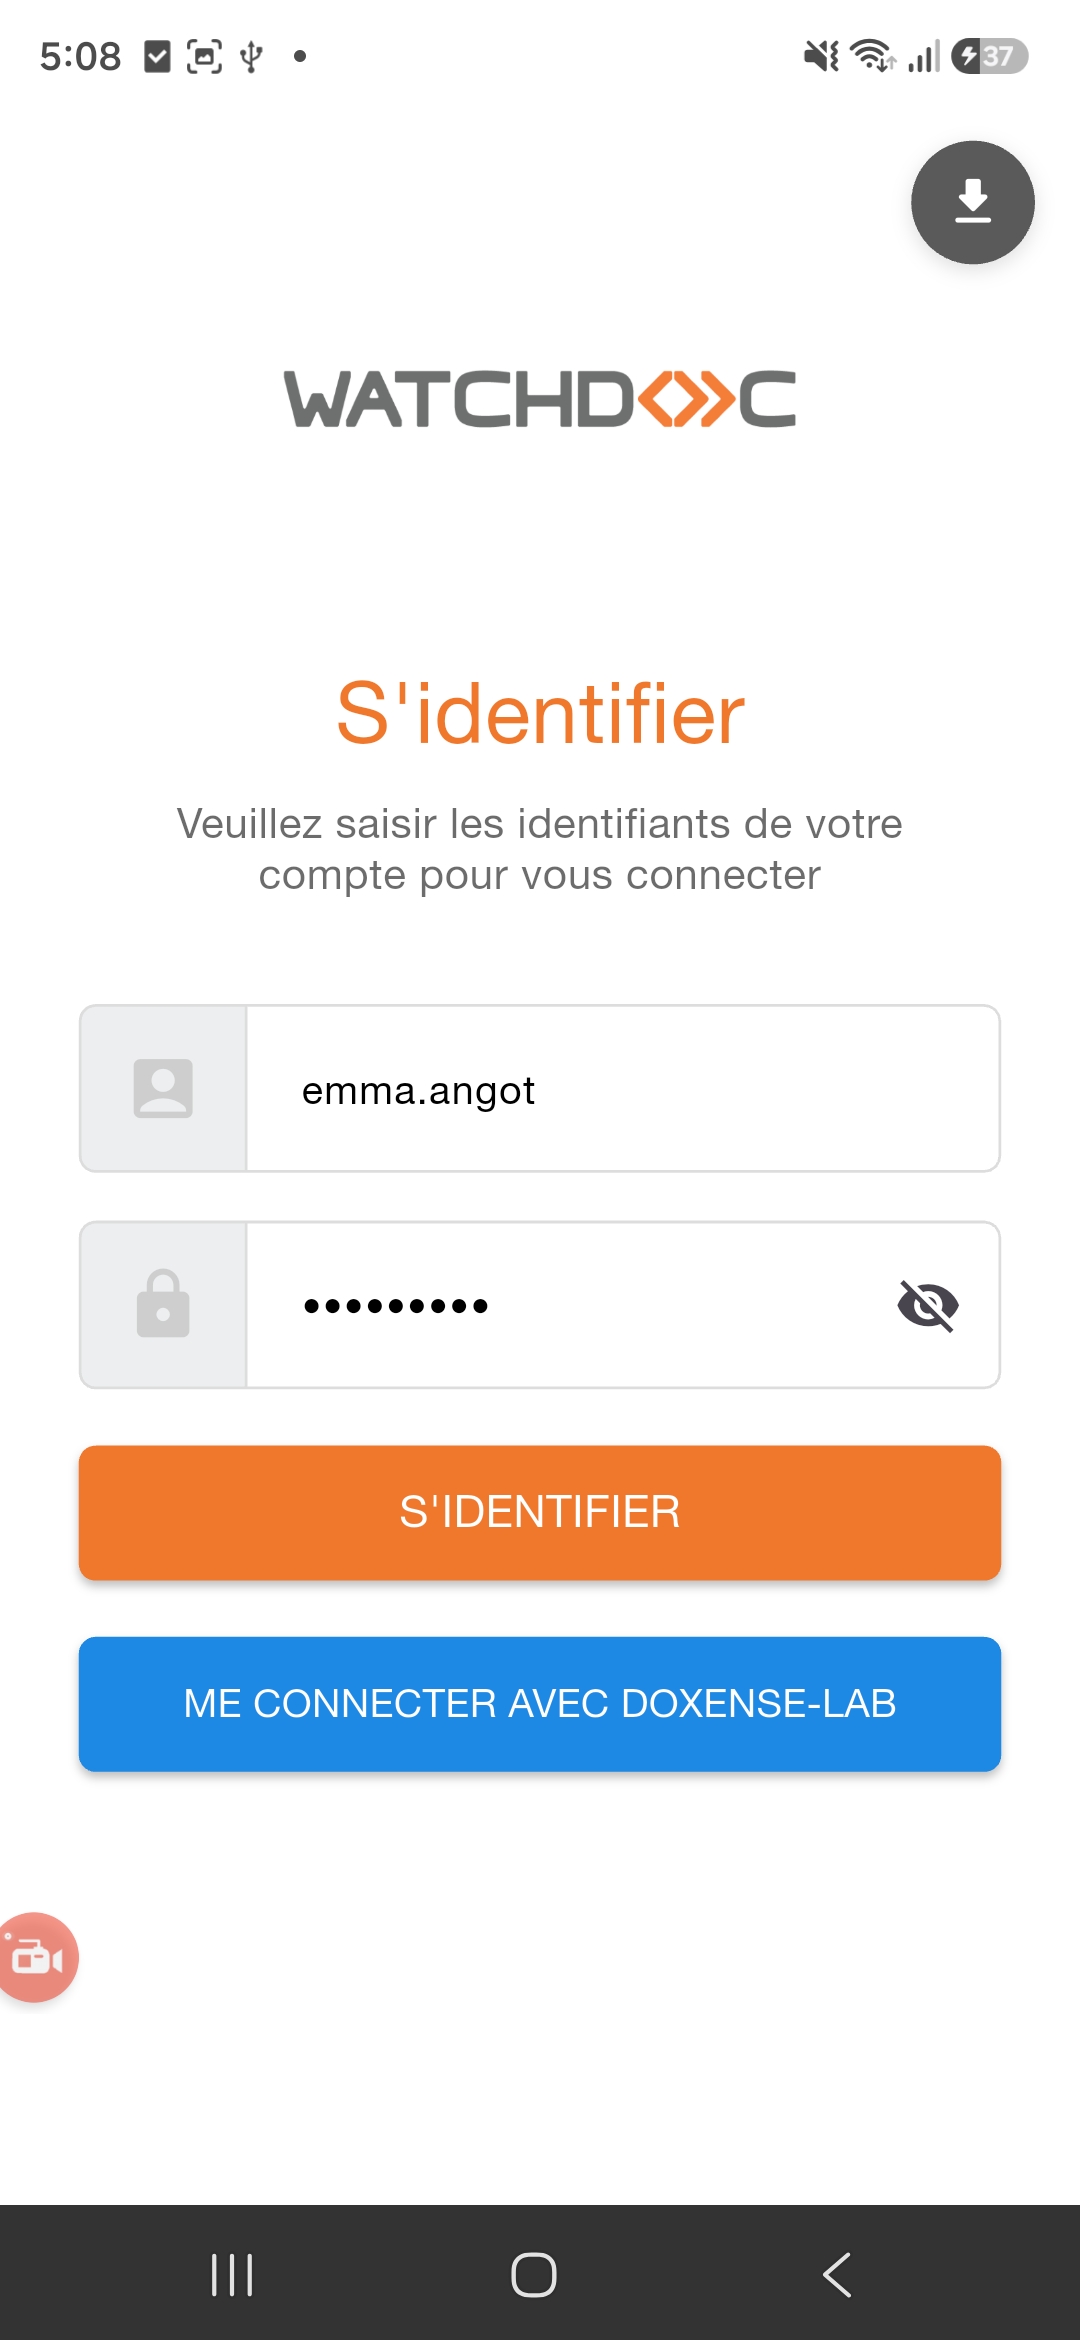 5:08
37
WATCHDOC
S'identifier
Veuillez saisir les identifiants de votre
compte pour vous connecter
emma.angot
•••••••••
S'IDENTIFIER
ME CONNECTER AVEC DOXENSE-LAB